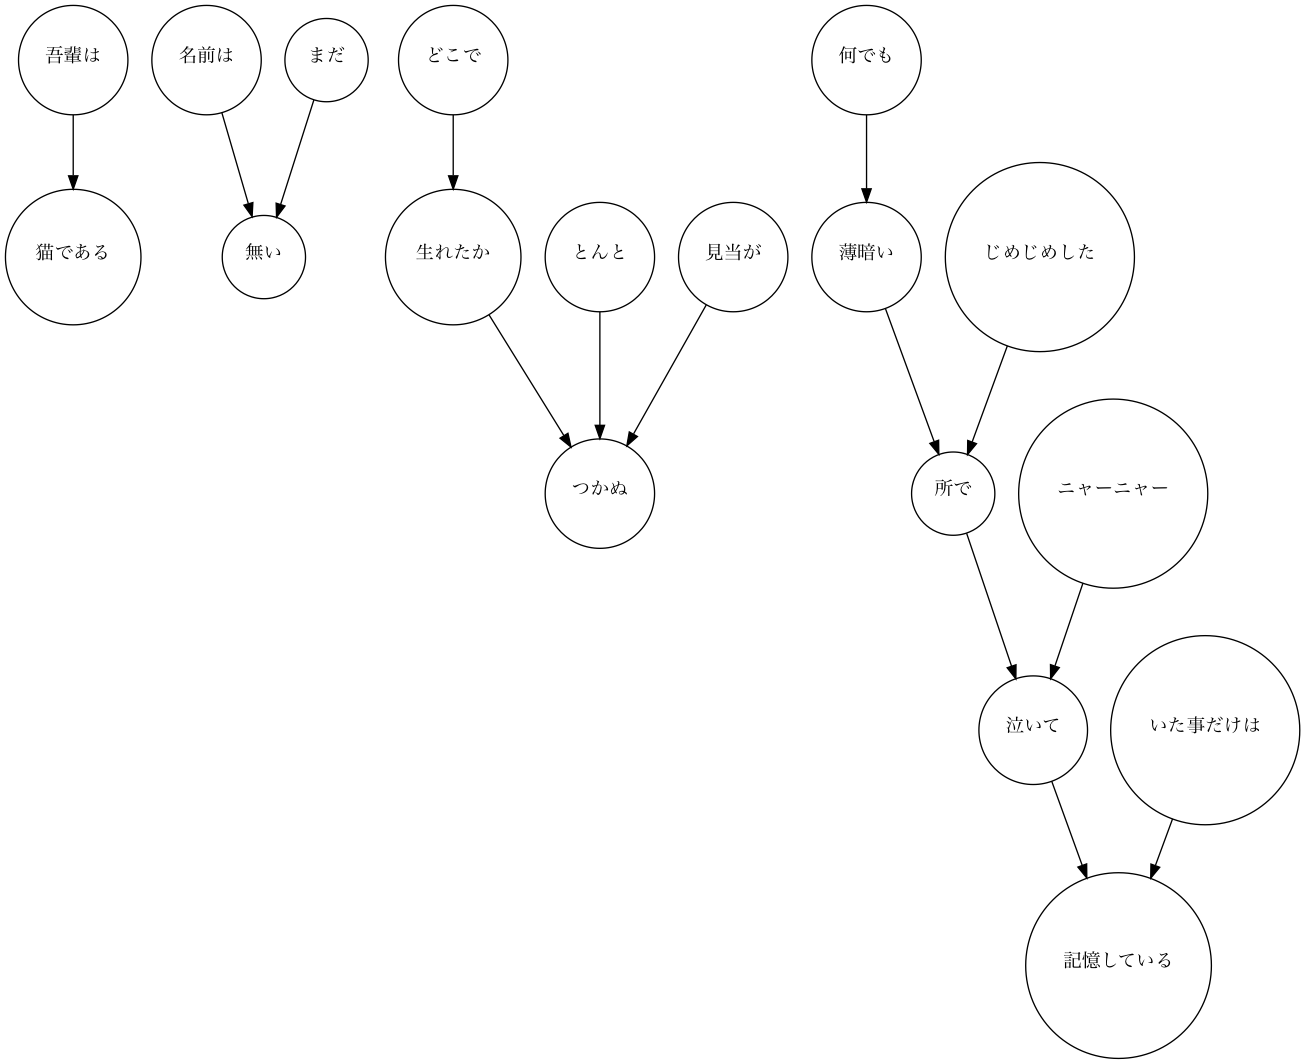 吾輩は
猫である
名前は
まだ
無い
どこで
生れたか
とんと
見当が
つかぬ
何でも
薄暗い
じめじめした
所で
ニャーニャー
泣いて
いた事だけは
記憶している